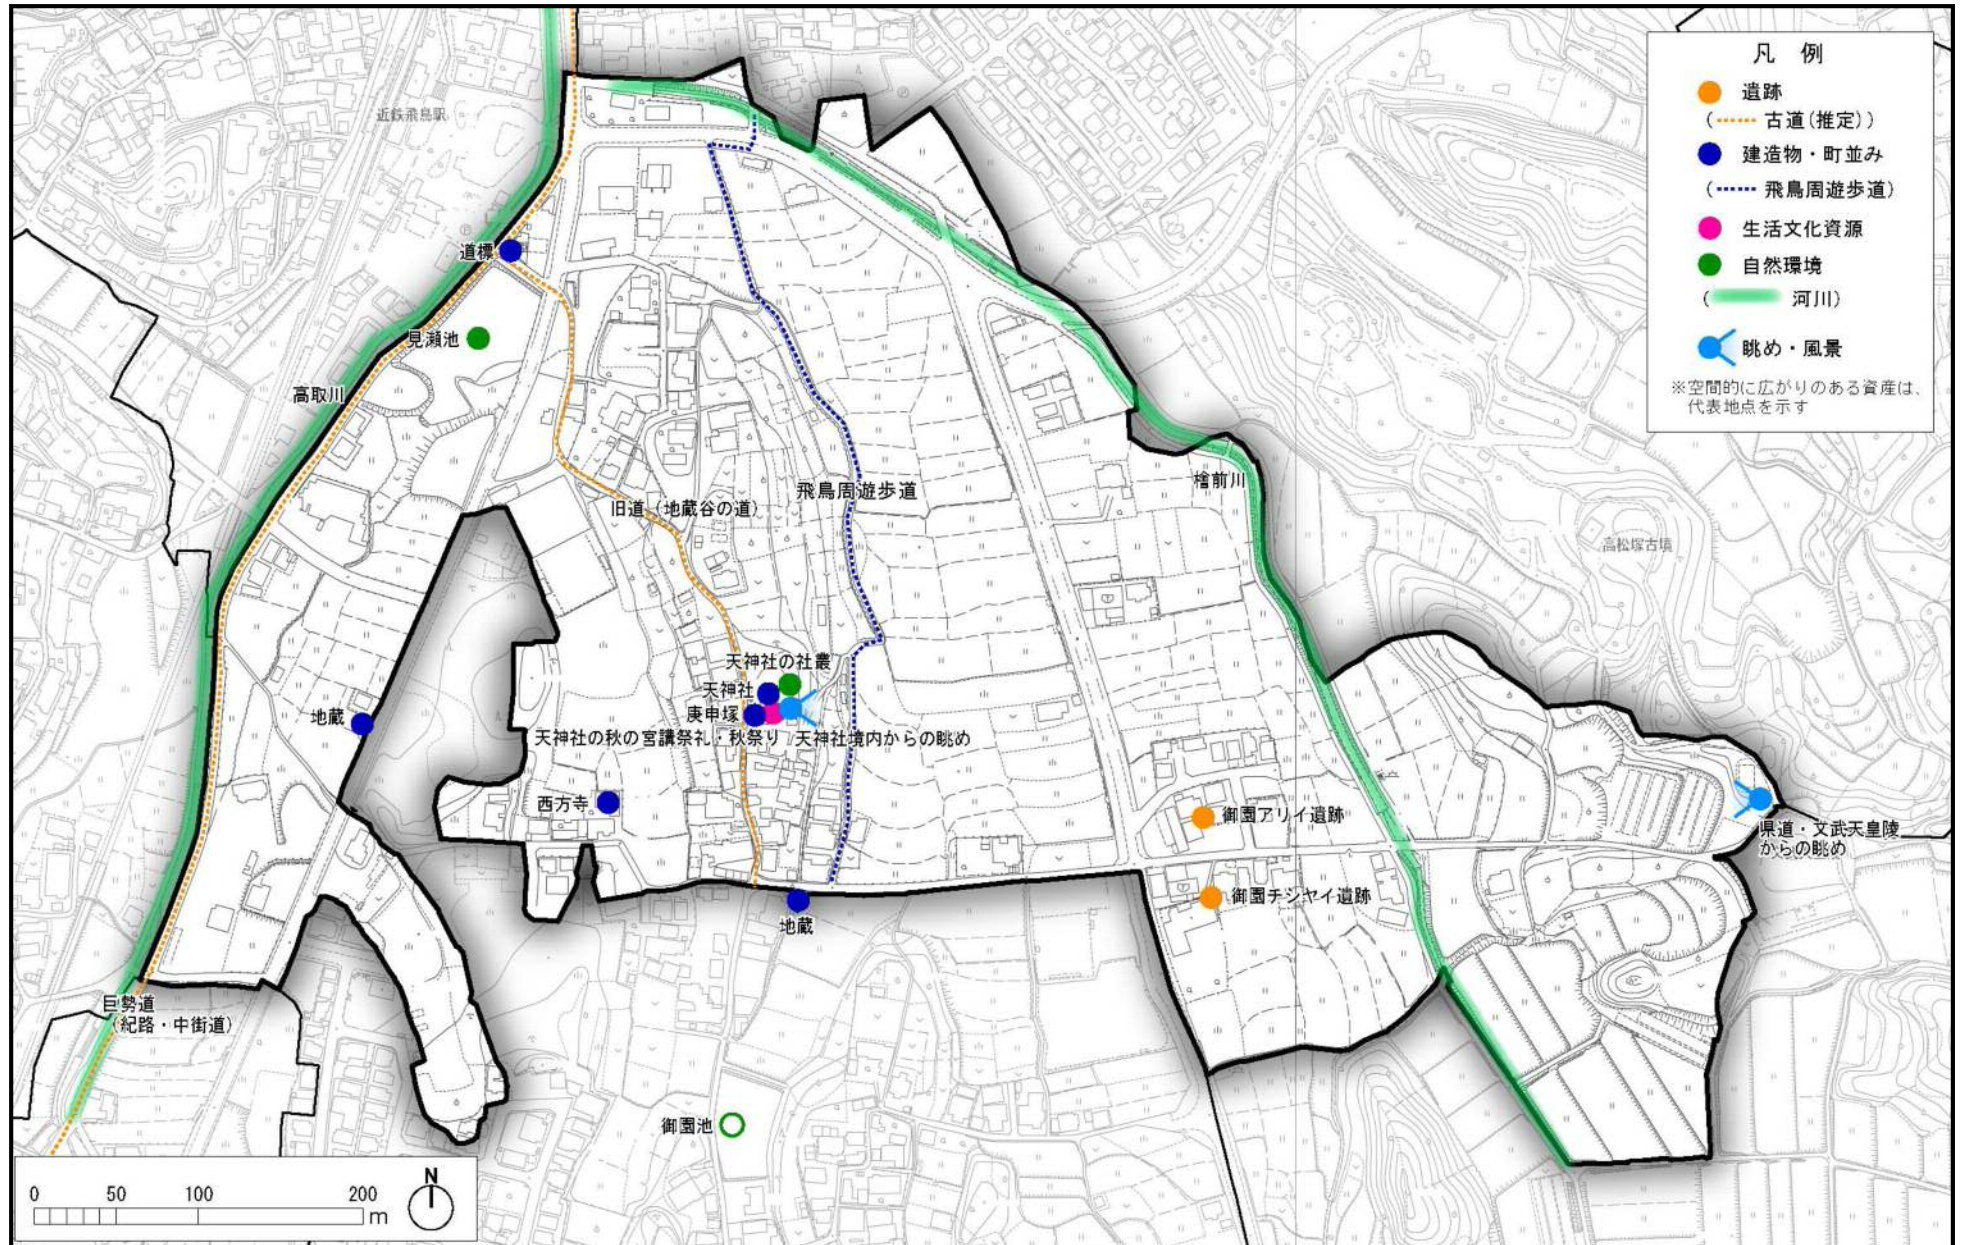 凡 例
遺跡
(古道(推定))
建造物・町並み
(飛鳥周遊歩道)
生活文化資源
自然環境
(河川)
眺め・風景
※空間的に広がりのある資産は、
代表地点を示す
近鉄飛鳥駅
道標
見瀬池
高取川
檜前川
飛鳥周遊歩道
旧道(地蔵谷の道)
高松塚古墳
天神社の社叢
天神社
庚申塚
地蔵
天神社の秋の宮講祭礼・秋祭り
天神社境内からの眺め
西方寺
御園アリイ遺跡
県道・文武天皇陵
からの眺め
御園チシヤイ遺跡
地蔵
巨勢道
(紀路・中街道)
御園池
0 50 100 200
m
N